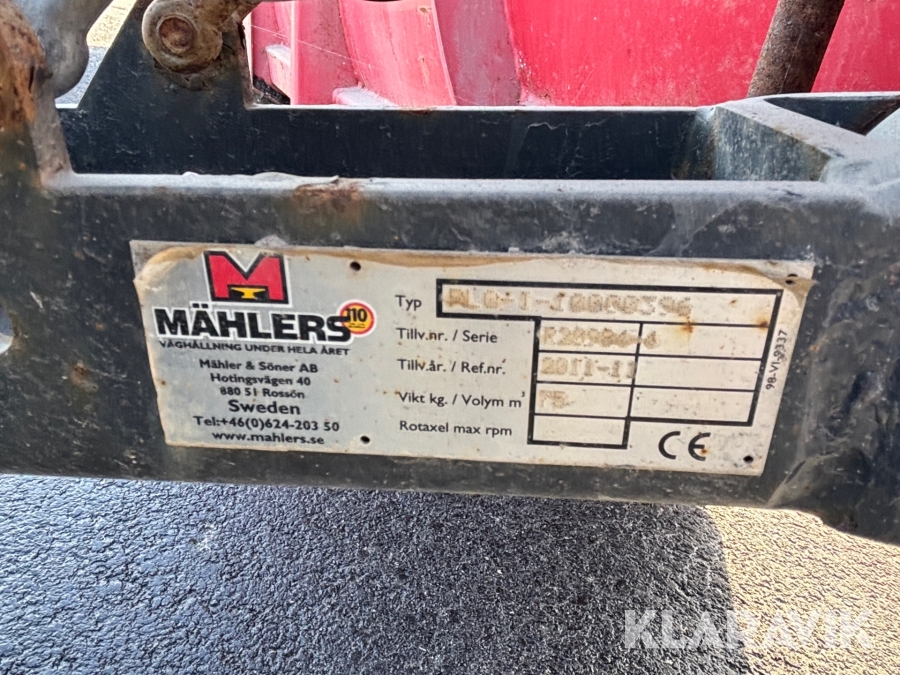 M
MÄHLERS
110
VÄGHÅLLNING UNDER HELA ÅRET
Mähler & Söner AB
Hotingsvägen 40
880 51 Rossön
Sweden
Tel:+46(0)624-203 50
www.mahlers.se
Typ
Tillv.nr. / Serie
Tillv.år. / Ref.nr. 2011-11
Vikt kg. / Volym m³
Rotaxel max rpm
CE
98-VI-9337
KLARAVIK